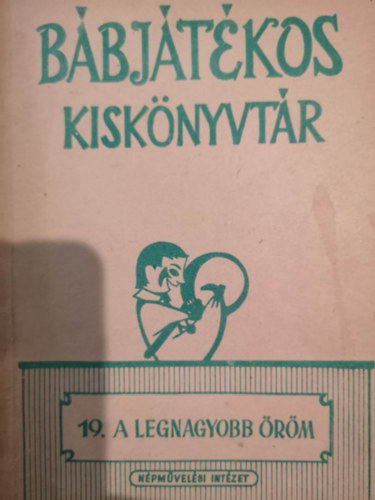 BÁBJÁTÉKOS
KISKÖNYVTÁR
19. A LEGNAGYOBB ÖRÖM
NÉPMŰVELÉSI INTÉZET